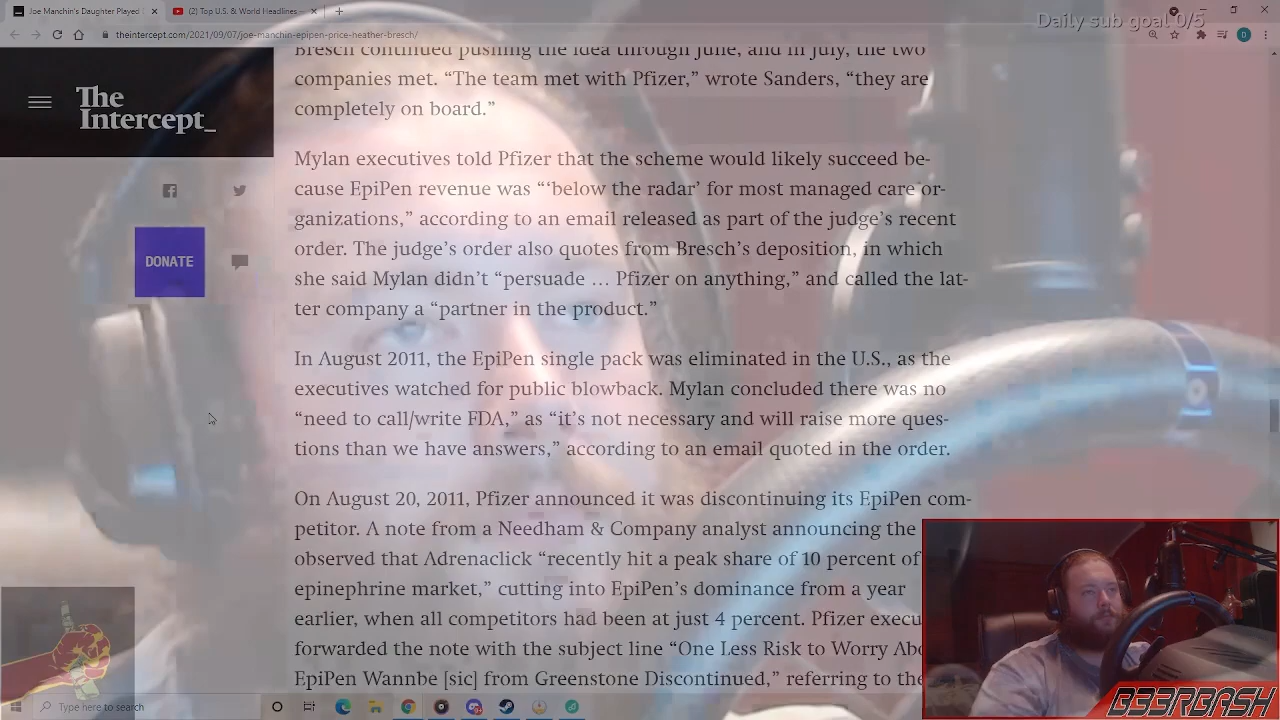 Joe Manchin's Daughter Played
(2) Top U.S. & World Headlines —
Daily sub goal 0/5
theintercept.com/2021/09/07/joe-manchin-epipen-price-heather-bresch/
D
The
Intercept_
DONATE
Bresch continued pushing the idea through June, and in July, the two
companies met. “The team met with Pfizer,” wrote Sanders, “they are
completely on board.”
Mylan executives told Pfizer that the scheme would likely succeed be-
cause EpiPen revenue was “‘below the radar’ for most managed care or-
ganizations,” according to an email released as part of the judge’s recent
order. The judge’s order also quotes from Bresch’s deposition, in which
she said Mylan didn’t “persuade … Pfizer on anything,” and called the lat-
ter company a “partner in the product.”
In August 2011, the EpiPen single pack was eliminated in the U.S., as the
executives watched for public blowback. Mylan concluded there was no
“need to call/write FDA,” as “it’s not necessary and will raise more ques-
tions than we have answers,” according to an email quoted in the order.
On August 20, 2011, Pfizer announced it was discontinuing its EpiPen com-
petitor. A note from a Needham & Company analyst announcing the
observed that Adrenaclick “recently hit a peak share of 10 percent of
epinephrine market,” cutting into EpiPen’s dominance from a year
earlier, when all competitors had been at just 4 percent. Pfizer execu
forwarded the note with the subject line “One Less Risk to Worry Abo
EpiPen Wannbe [sic] from Greenstone Discontinued,” referring to the
Type here to search
B33RBASH